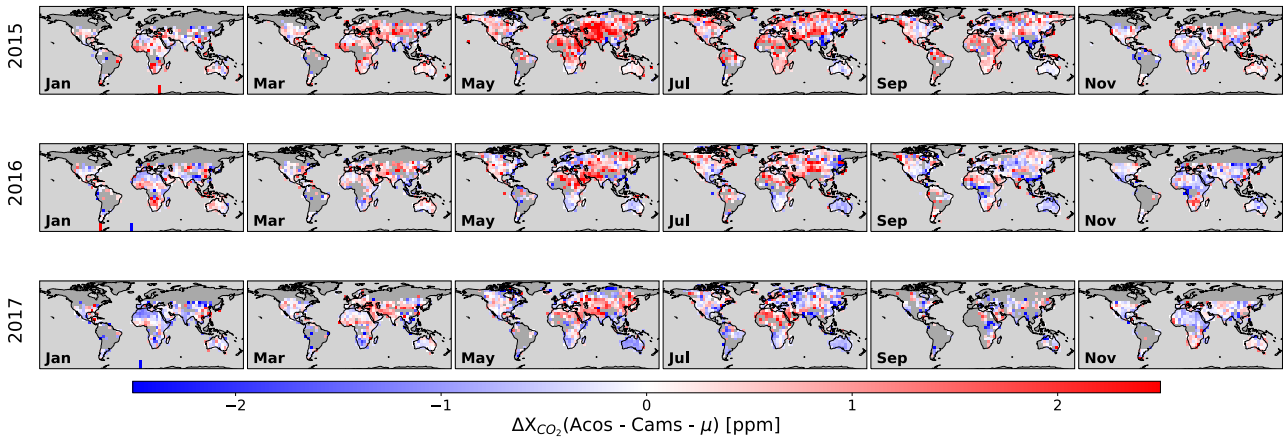 2015
Jan Mar May Jul Sep Nov
2016
Jan Mar May Jul Sep Nov
2017
Jan Mar May Jul Sep Nov
−2 −1 0 1 2
ΔX_{CO_2}(Acos - Cams - μ) [ppm]